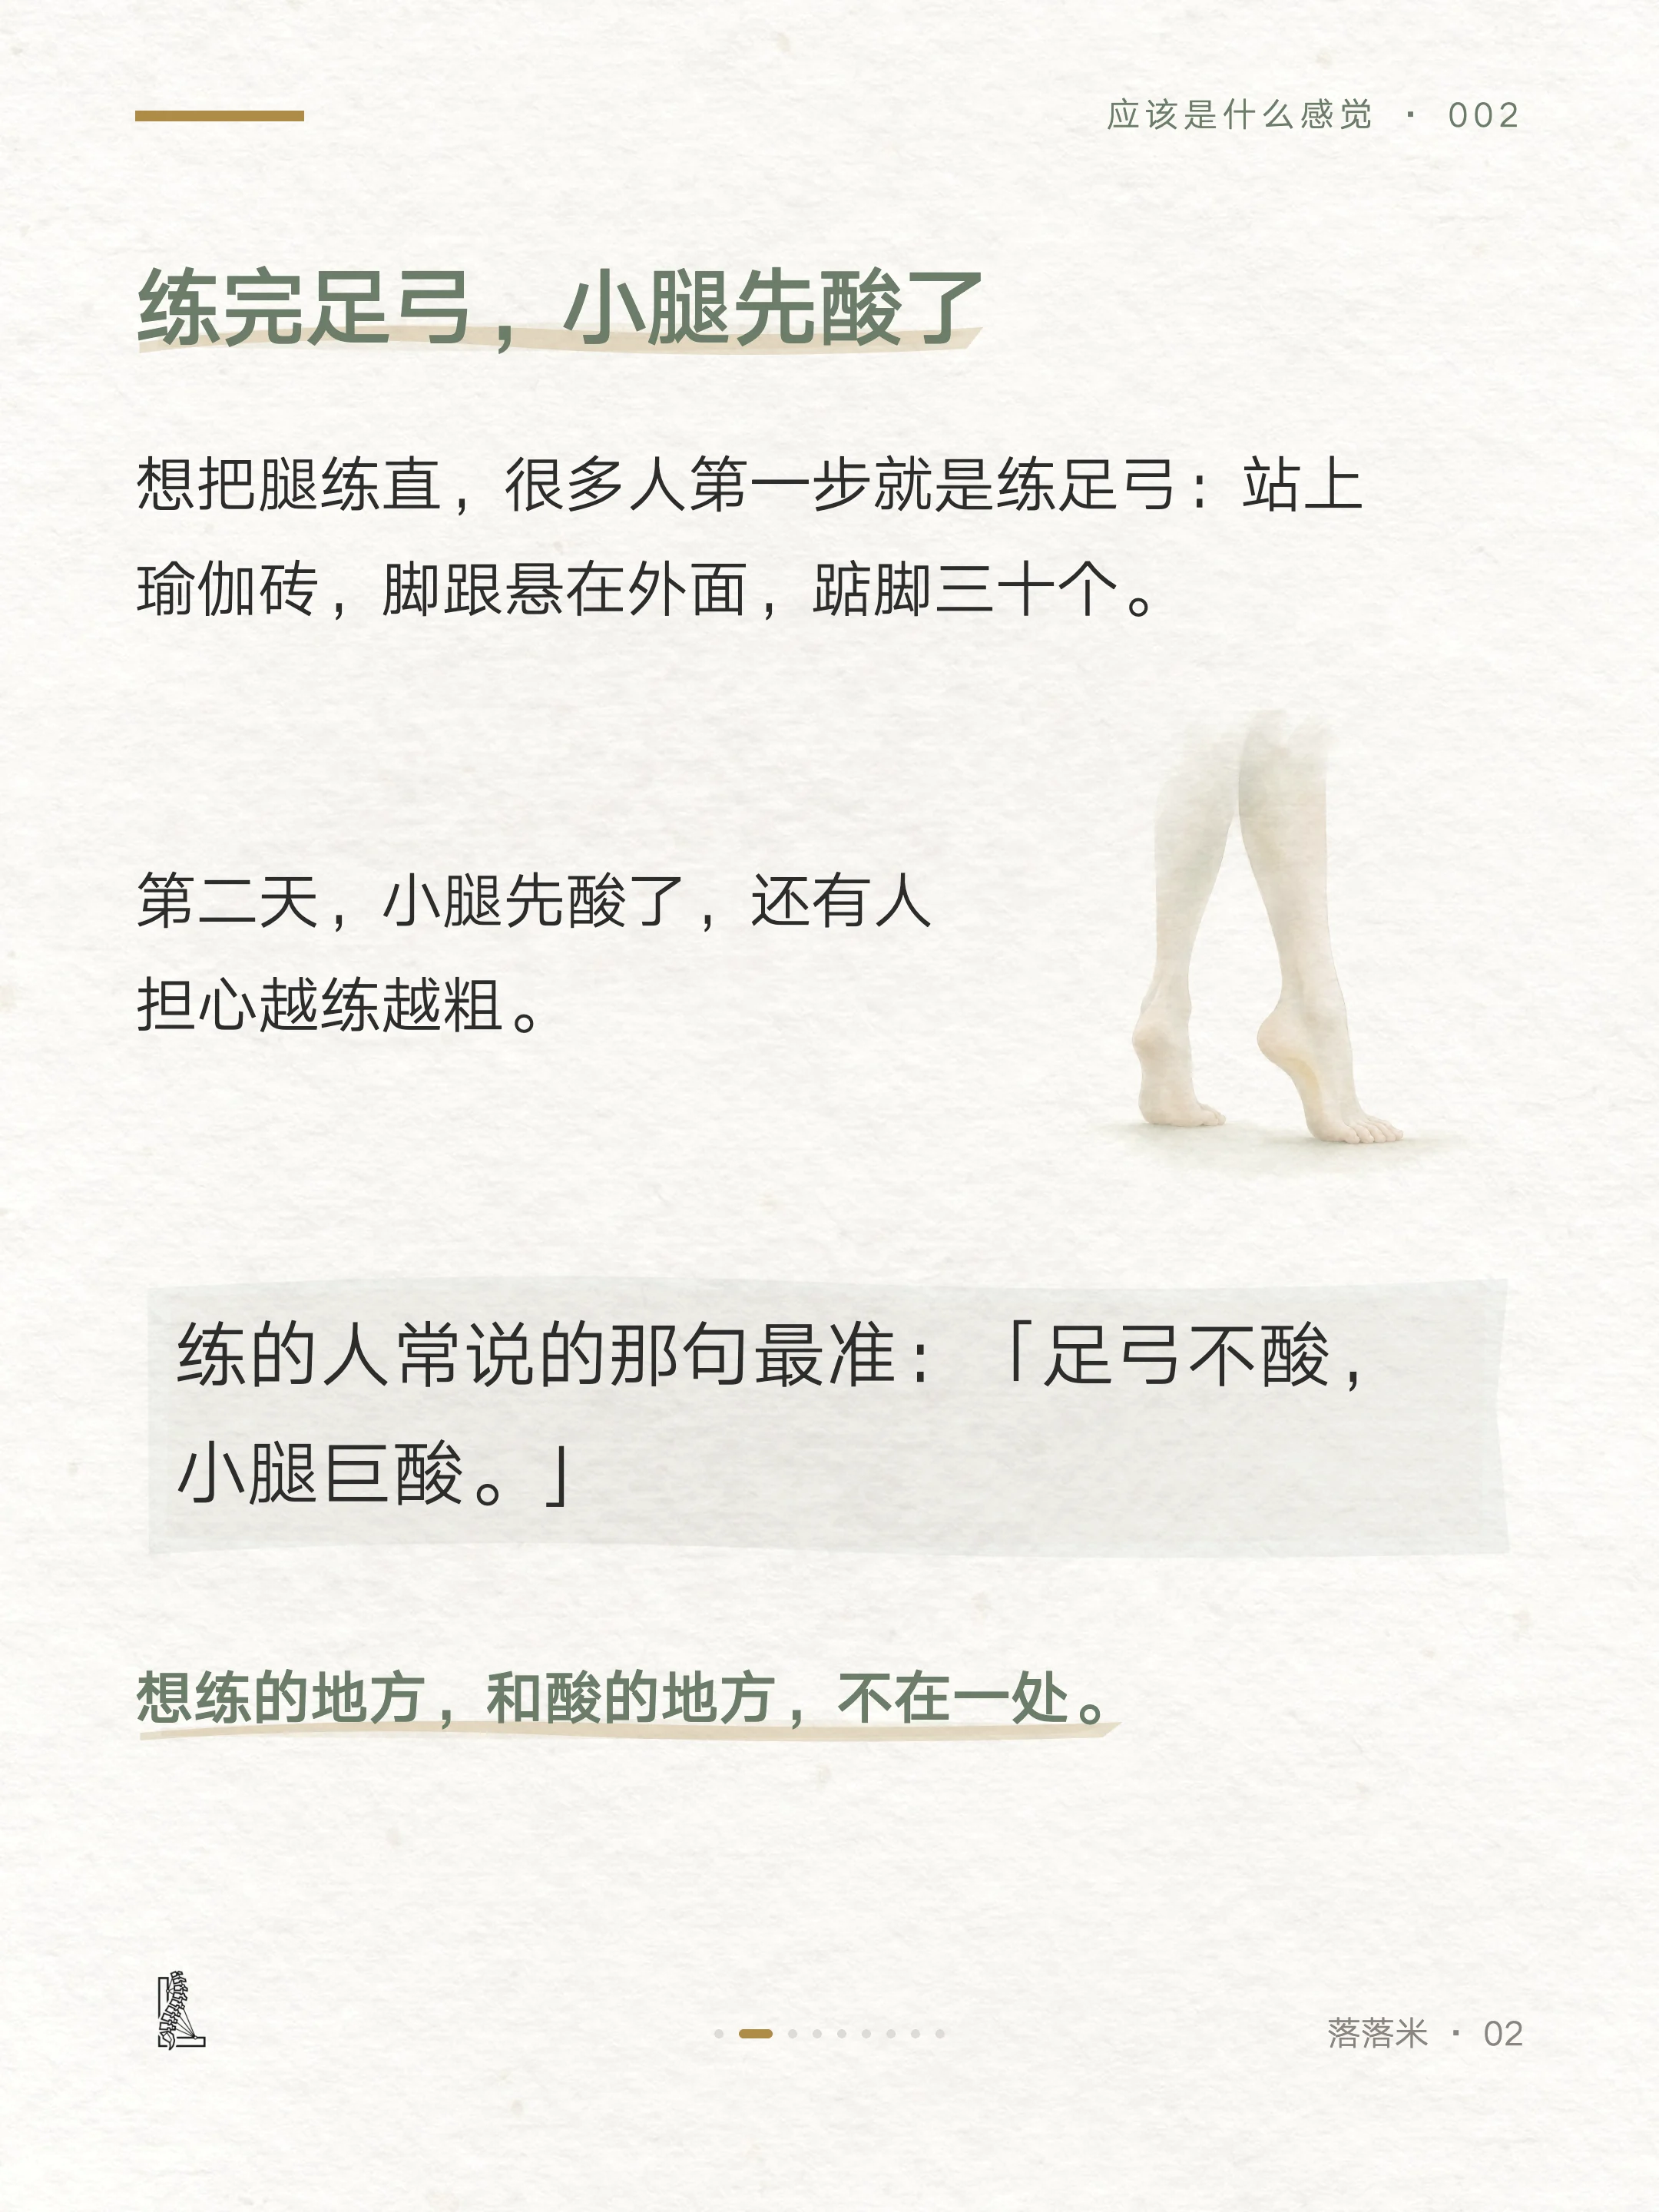 应该是什么感觉 · 002
练完足弓，小腿先酸了
想把腿练直，很多人第一步就是练足弓：站上
瑜伽砖，脚跟悬在外面，踮脚三十个。
第二天，小腿先酸了，还有人
担心越练越粗。
练的人常说的那句最准：「足弓不酸，
小腿巨酸。」
想练的地方，和酸的地方，不在一处。
落落米 · 02